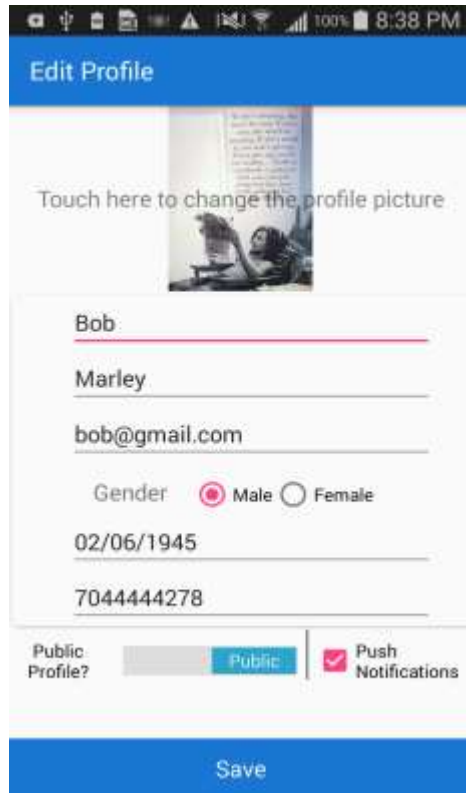 100% 8:38 PM
Edit Profile
Touch here to change the profile picture
Bob
Marley
bob@gmail.com
Gender Male Female
02/06/1945
7044444278
Public
Profile?
Public
Push
Notifications
Save